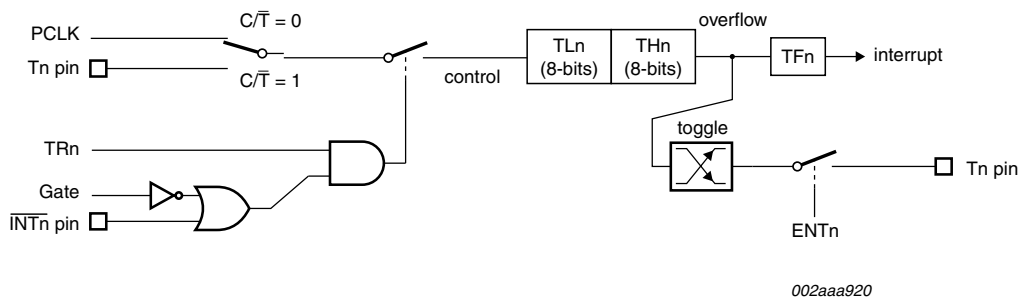 C/T̅ = 0
overflow
PCLK
TLn
(8-bits)
THn
(8-bits)
TFn
interrupt
Tn pin
C/T̅ = 1
control
toggle
TRn
Tn pin
Gate
I̅N̅T̅n̅ pin
ENTn
002aaa920